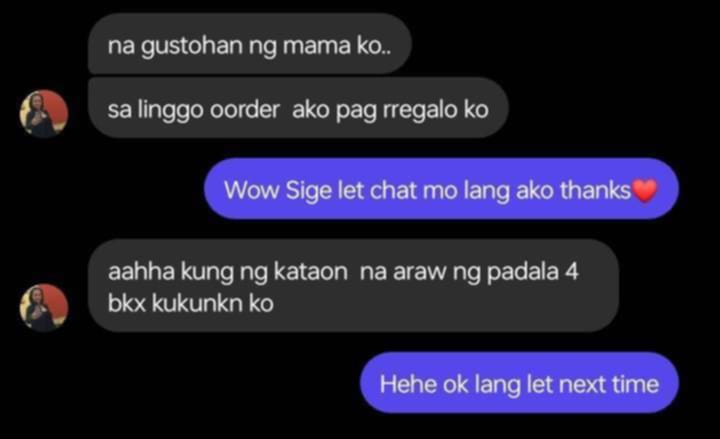 na gustohan ng mama ko..
sa linggo oorder ako pag rregalo ko
Wow Sige let chat mo lang ako thanks❤️
aahha kung ng kataon na araw ng padala 4
bkx kukunkn ko
Hehe ok lang let next time